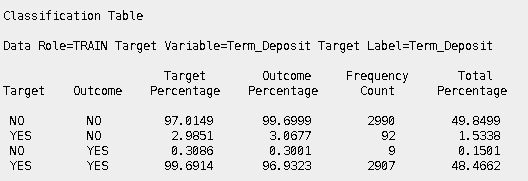 Classification Table
Data Role=TRAIN Target Variable=Term_Deposit Target Label=Term_Deposit
Target Outcome Frequency Total
Target Outcome Percentage Percentage Count Percentage
NO NO 97.0149 99.6999 2990 49.8499
YES NO 2.9851 3.0677 92 1.5338
NO YES 0.3086 0.3001 9 0.1501
YES YES 99.6914 96.9323 2907 48.4662